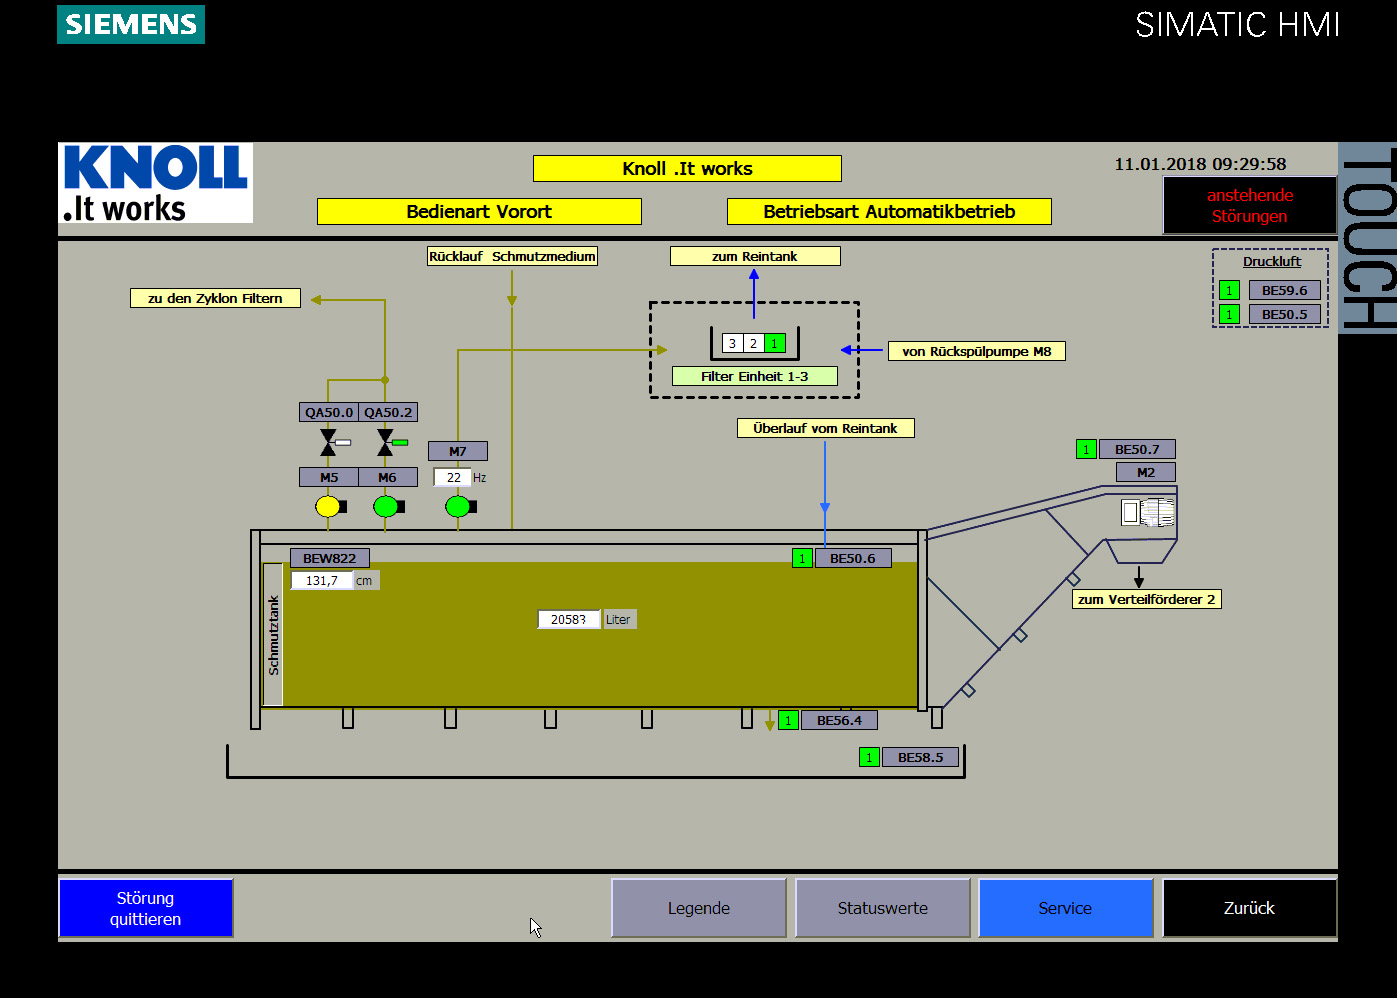 SIEMENS
SIMATIC HMI
TOUCH
KNOLL
.It works
Knoll .It works
11.01.2018 09:29:58
Bedienart Vorort
Betriebsart Automatikbetrieb
anstehende
Störungen
Rücklauf Schmutzmedium
zum Reintank
Druckluft
1 BE59.6
1 BE50.5
zu den Zyklon Filtern
3 2 1
von Rückspülpumpe M8
Filter Einheit 1-3
QA50.0 QA50.2
Überlauf vom Reintank
M7
1 BE50.7
M2
M5 M6
22 Hz
BEW822
131,7 cm
1 BE50.6
zum Verteilförderer 2
Schmutztank
20583 Liter
1 BE56.4
1 BE58.5
Störung
quittieren
Legende
Statuswerte
Service
Zurück